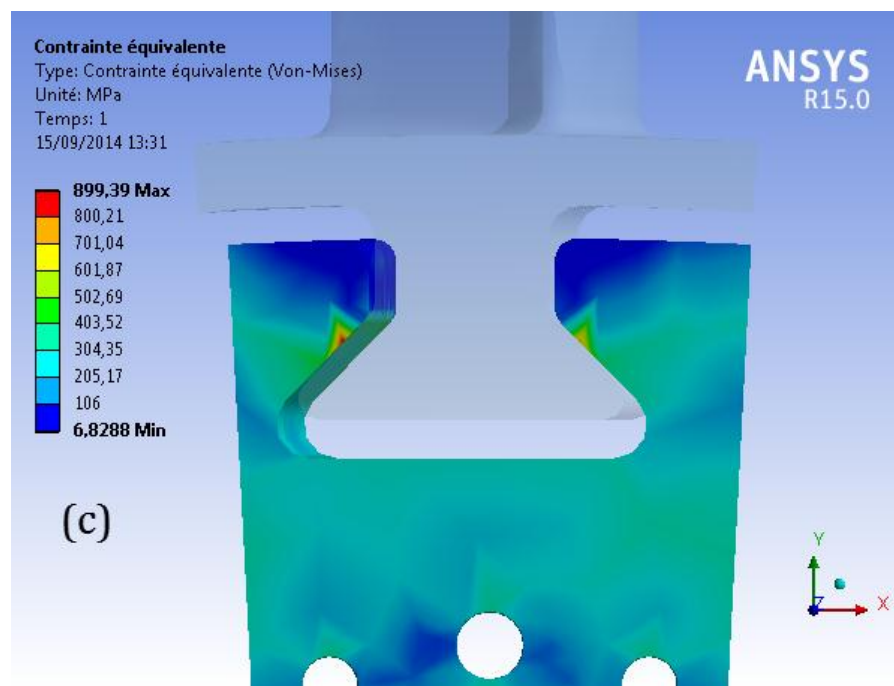 Contrainte équivalente
Type: Contrainte équivalente (Von-Mises)
Unité: MPa
Temps: 1
15/09/2014 13:31
ANSYS
R15.0
899,39 Max
800,21
701,04
601,87
502,69
403,52
304,35
205,17
106
6,8288 Min
(c)
Y
Z
X